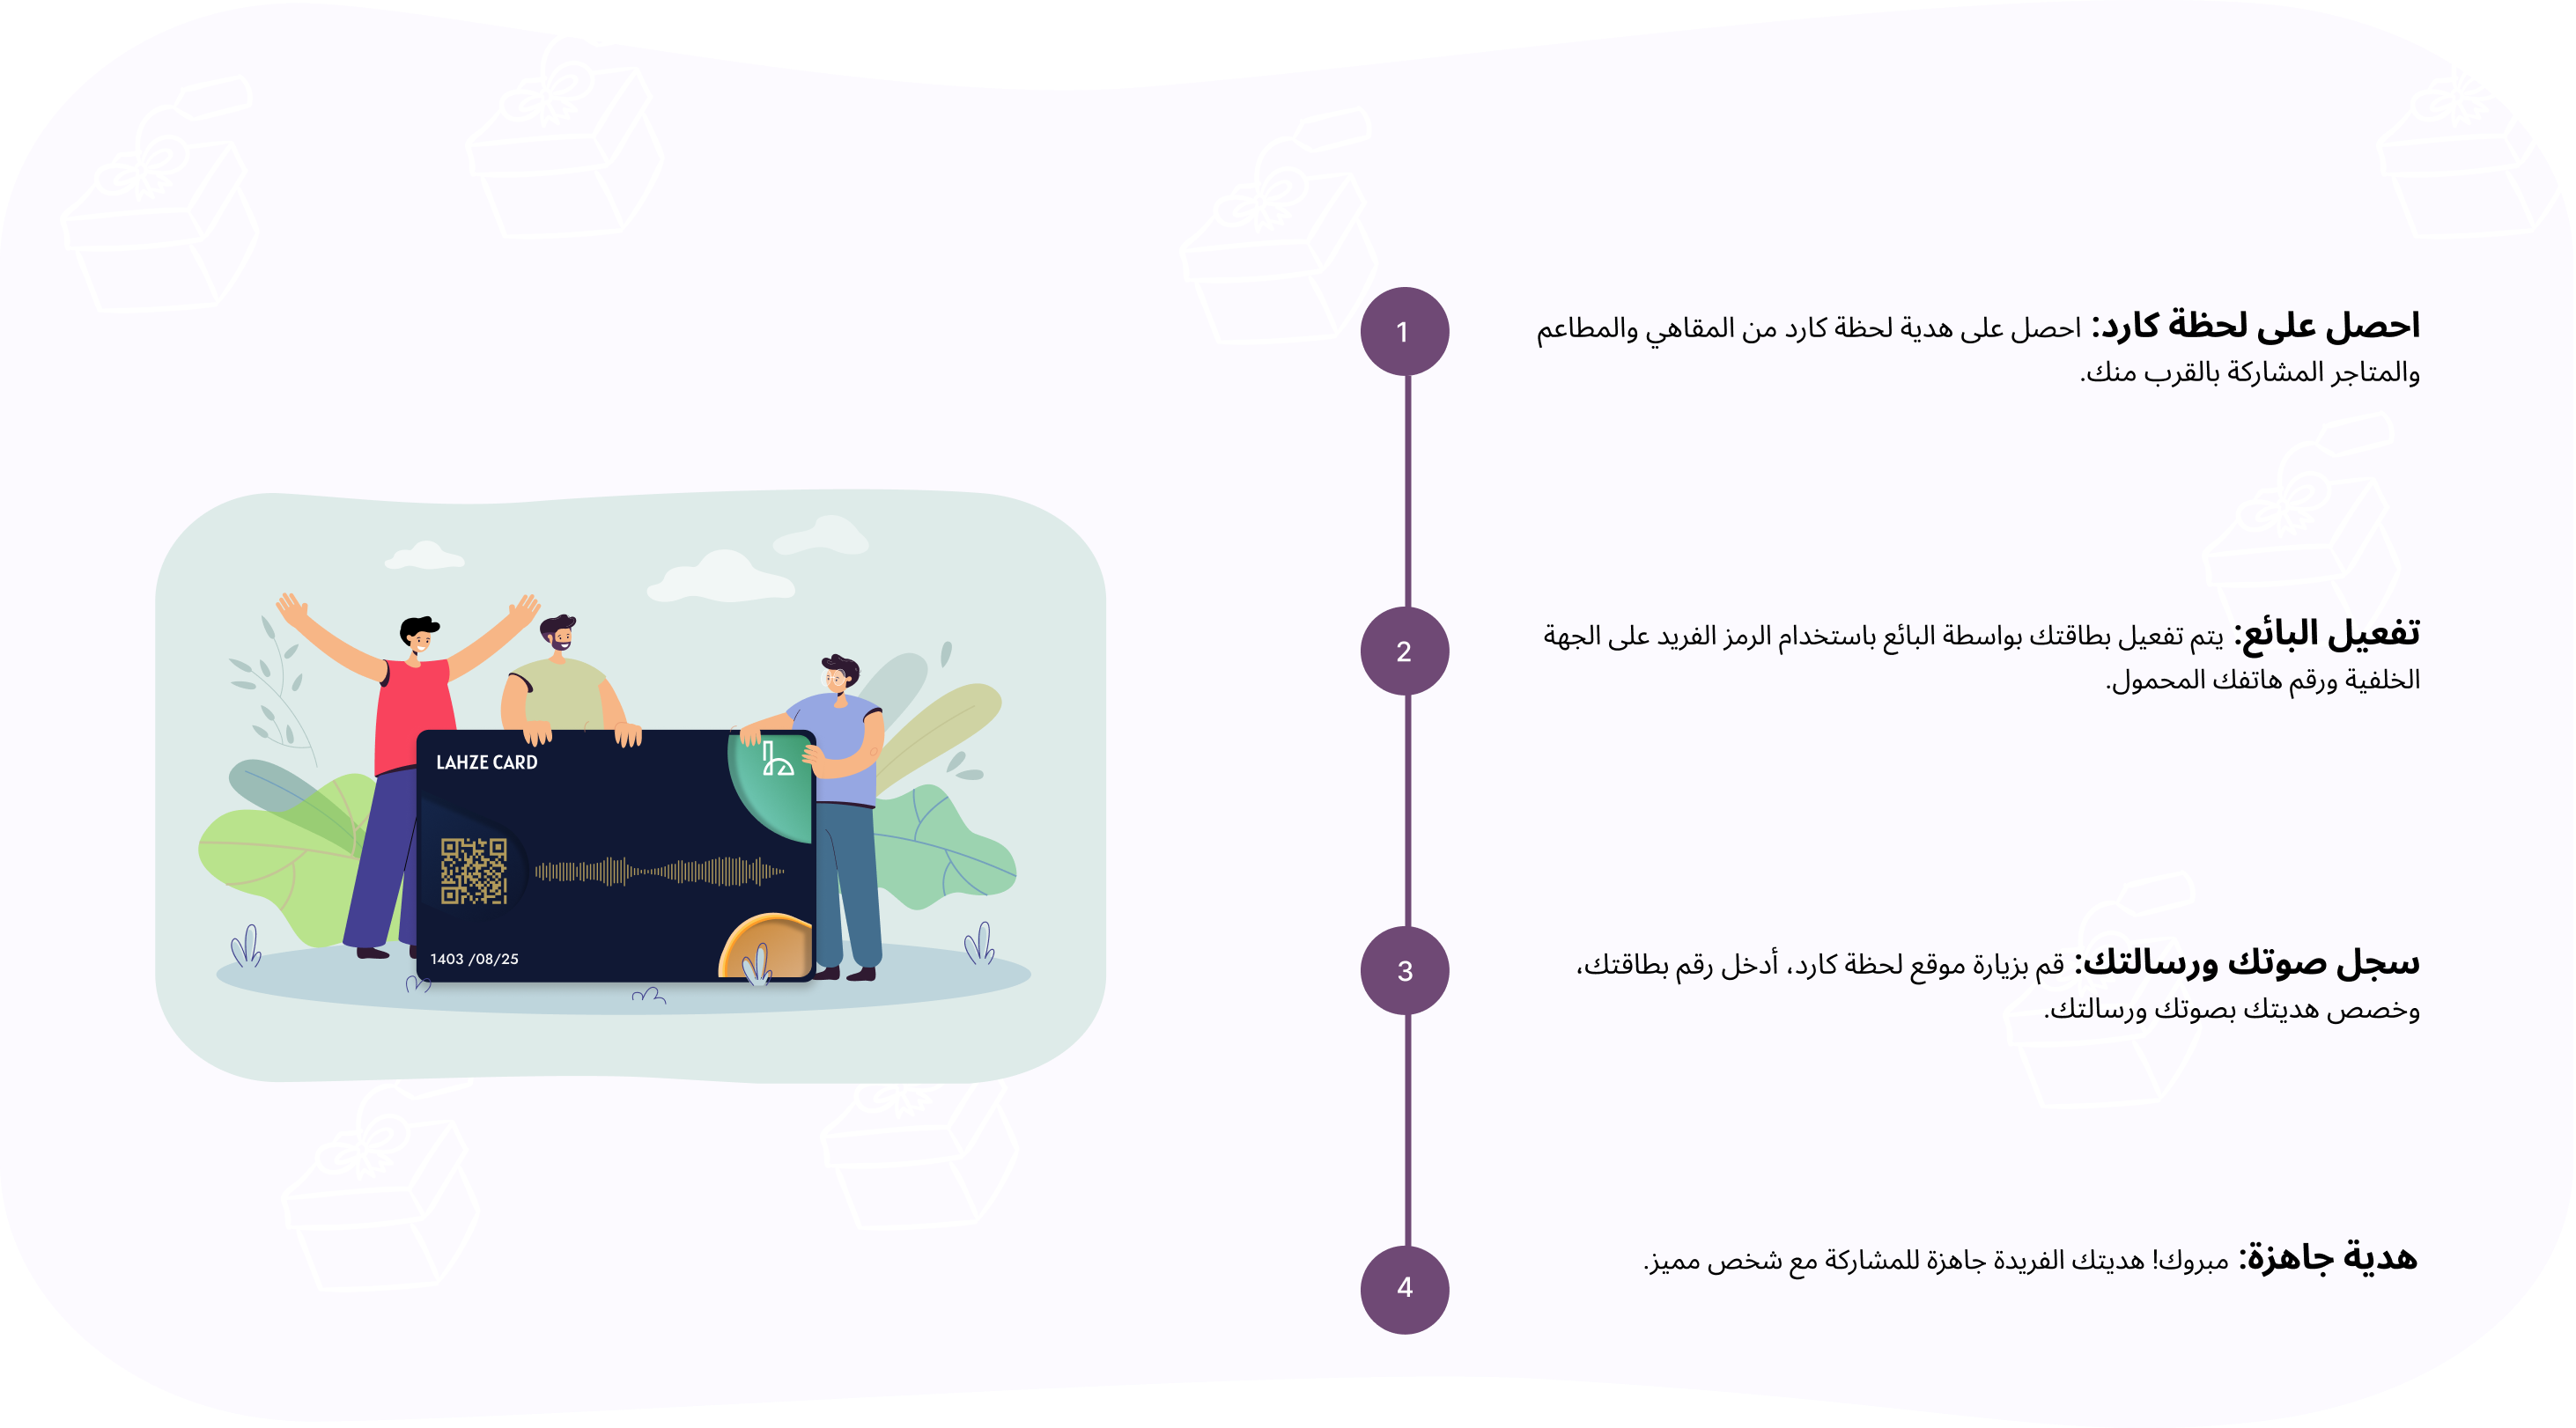 احصل على لحظة كارد: احصل على هدية لحظة كارد من المقاهي والمطاعم
والمتاجر المشاركة بالقرب منك.
1
تفعيل البائع: يتم تفعيل بطاقتك بواسطة البائع باستخدام الرمز الفريد على الجهة
الخلفية ورقم هاتفك المحمول.
2
سجل صوتك ورسالتك: قم بزيارة موقع لحظة كارد، أدخل رقم بطاقتك،
وخصص هديتك بصوتك ورسالتك.
3
هدية جاهزة: مبروك! هديتك الفريدة جاهزة للمشاركة مع شخص مميز.
4
LAHZE CARD
1403 /08/25